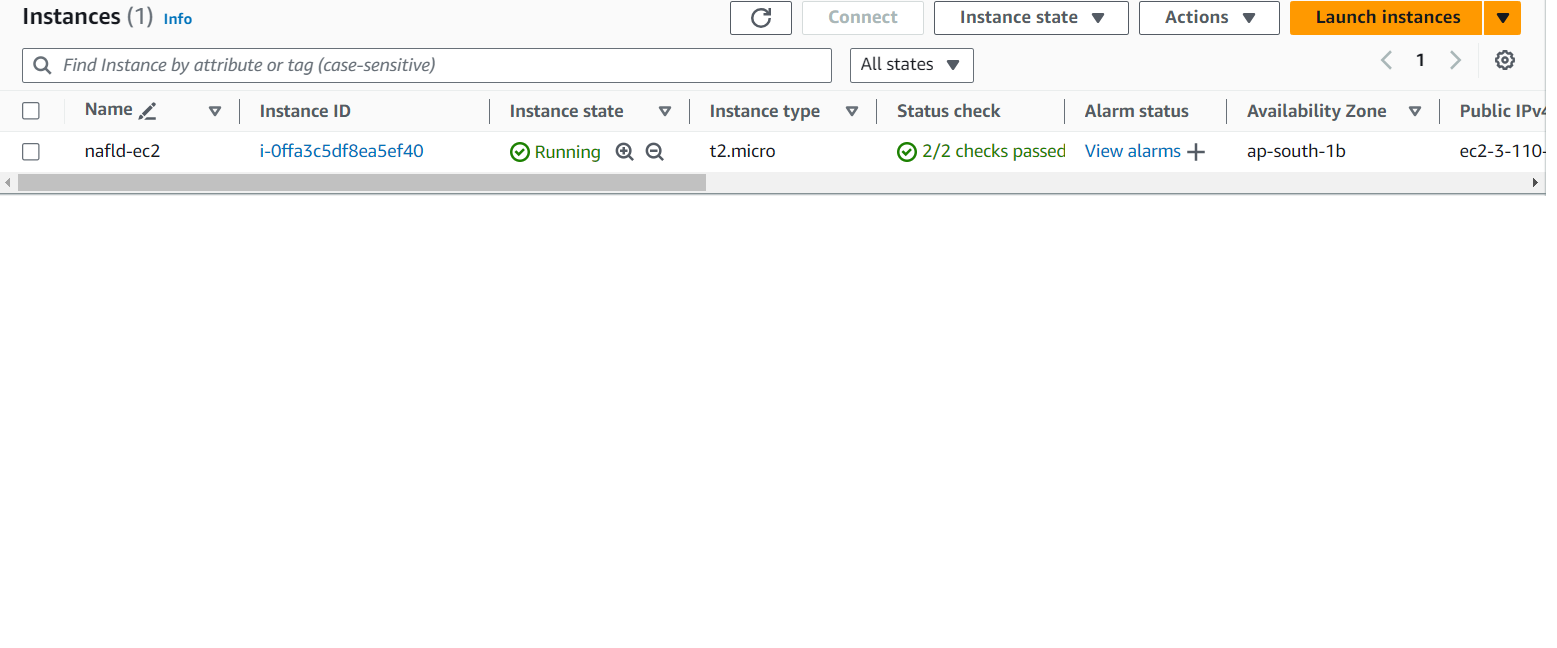 Instances (1) Info
Connect Instance state Actions Launch instances
Find Instance by attribute or tag (case-sensitive) All states 1
Name Instance ID Instance state Instance type Status check Alarm status Availability Zone Public IPv4
nafld-ec2 i-0ffa3c5df8ea5ef40 Running t2.micro 2/2 checks passed View alarms ap-south-1b ec2-3-110-